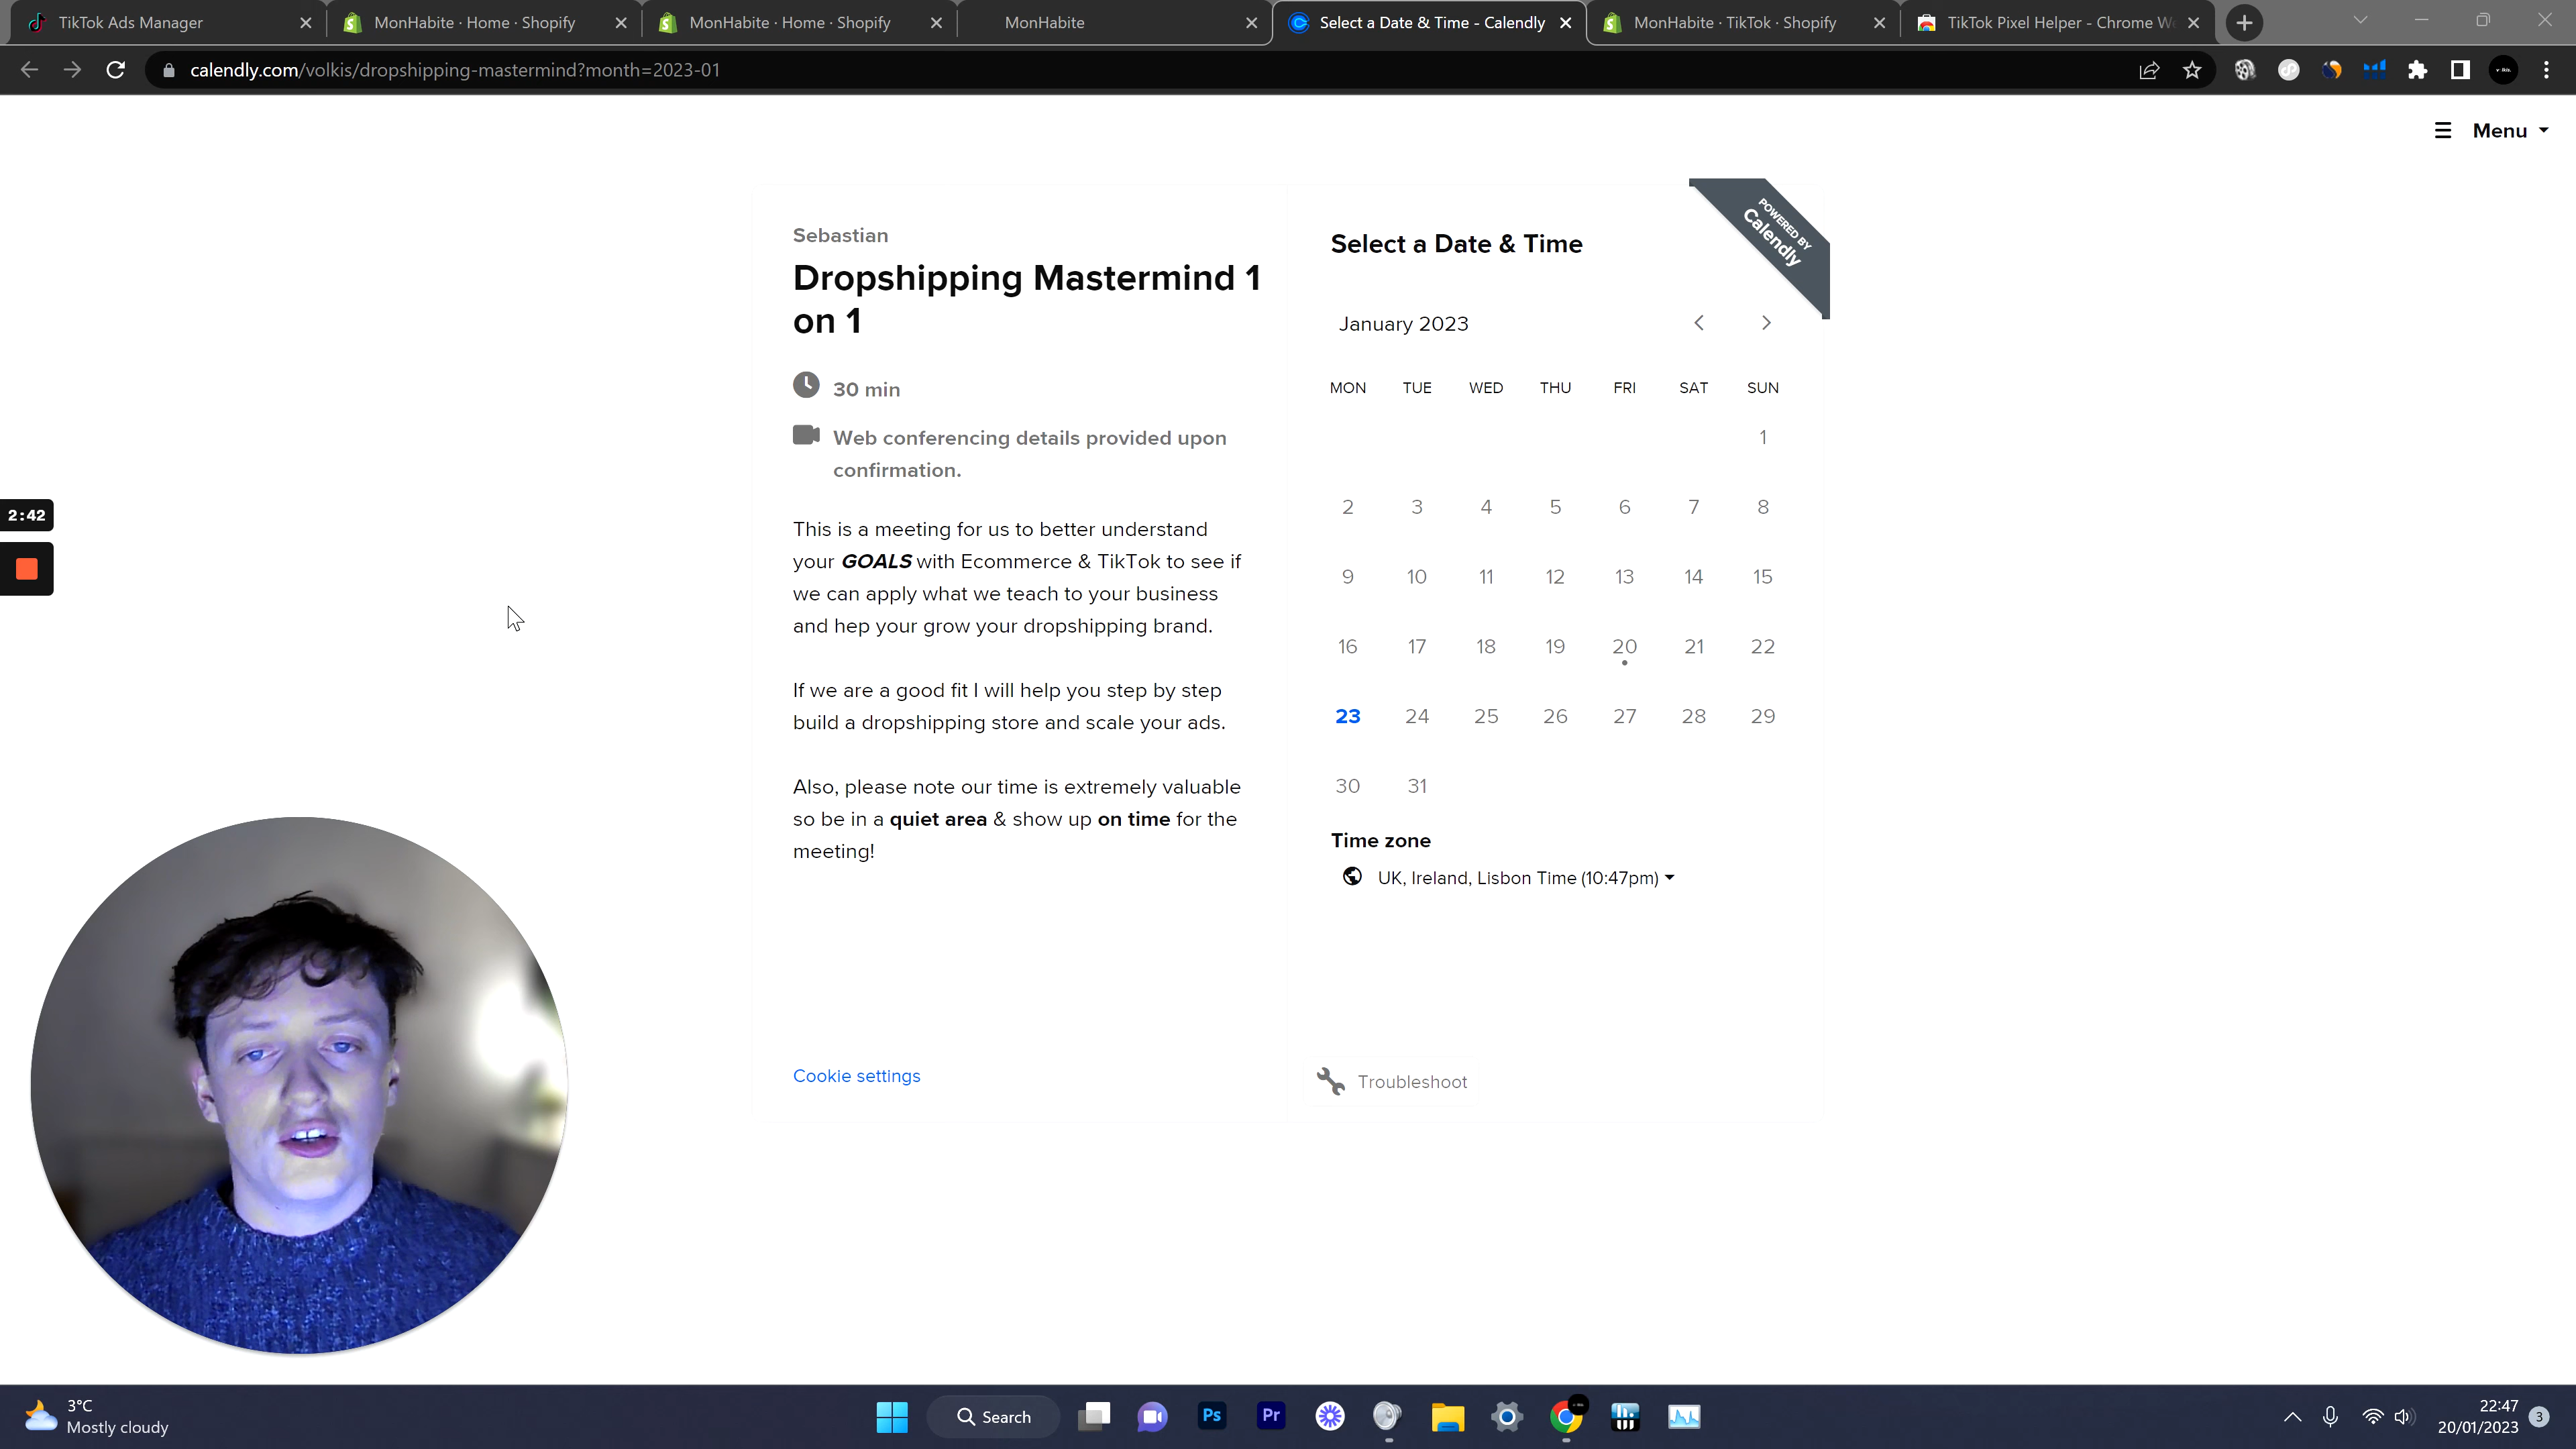 TikTok Ads Manager
MonHabite · Home · Shopify
MonHabite · Home · Shopify
MonHabite
Select a Date & Time - Calendly
MonHabite · TikTok · Shopify
TikTok Pixel Helper - Chrome W
calendly.com/volkis/dropshipping-mastermind?month=2023-01
Menu
Sebastian
Dropshipping Mastermind 1
on 1
30 min
Web conferencing details provided upon
confirmation.
This is a meeting for us to better understand
your GOALS with Ecommerce & TikTok to see if
we can apply what we teach to your business
and hep your grow your dropshipping brand.
If we are a good fit I will help you step by step
build a dropshipping store and scale your ads.
Also, please note our time is extremely valuable
so be in a quiet area & show up on time for the
meeting!
Cookie settings
POWERED BY
Calendly
Select a Date & Time
January 2023
MON TUE WED THU FRI SAT SUN
1
2 3 4 5 6 7 8
9 10 11 12 13 14 15
16 17 18 19 20 21 22
23 24 25 26 27 28 29
30 31
Time zone
UK, Ireland, Lisbon Time (10:47pm)
Troubleshoot
2:42
3°C
Mostly cloudy
Search
Ps
Pr
22:47
20/01/2023
3